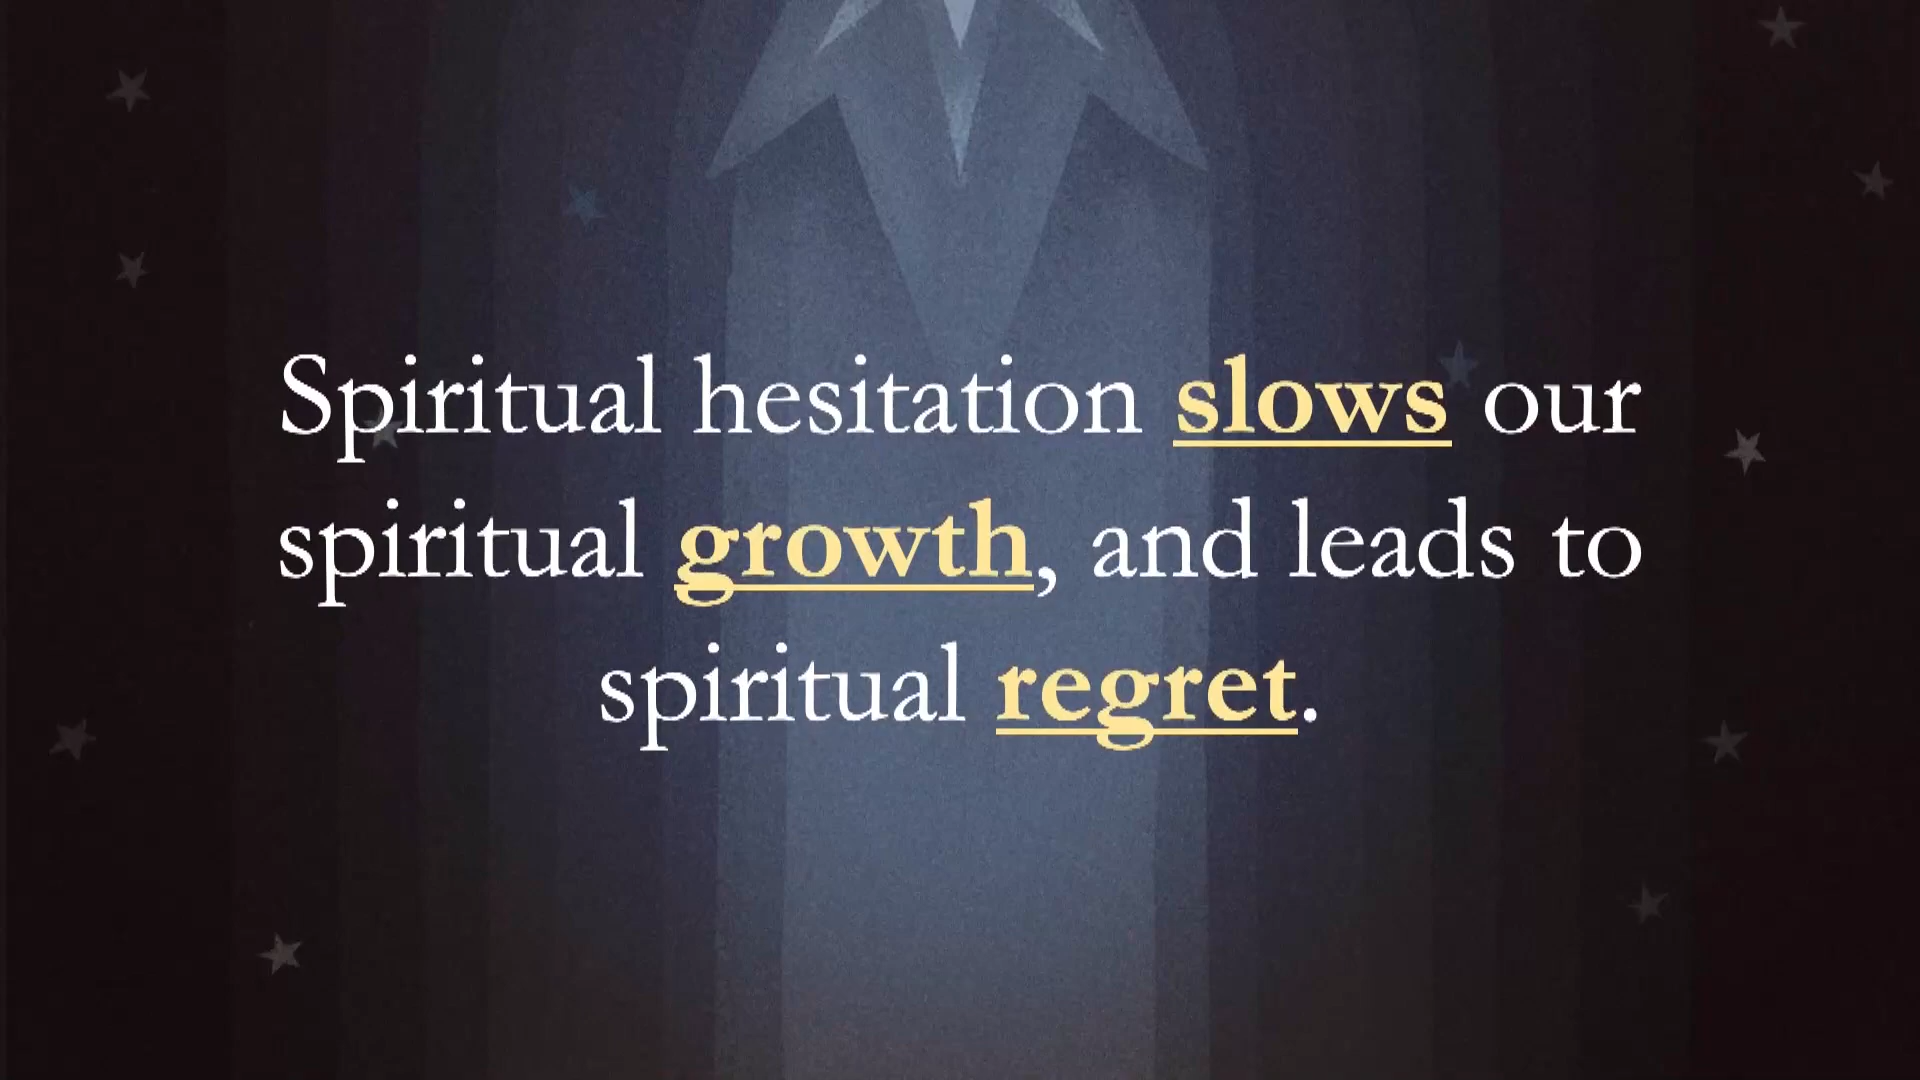 Spiritual hesitation slows our
spiritual growth, and leads to
spiritual regret.